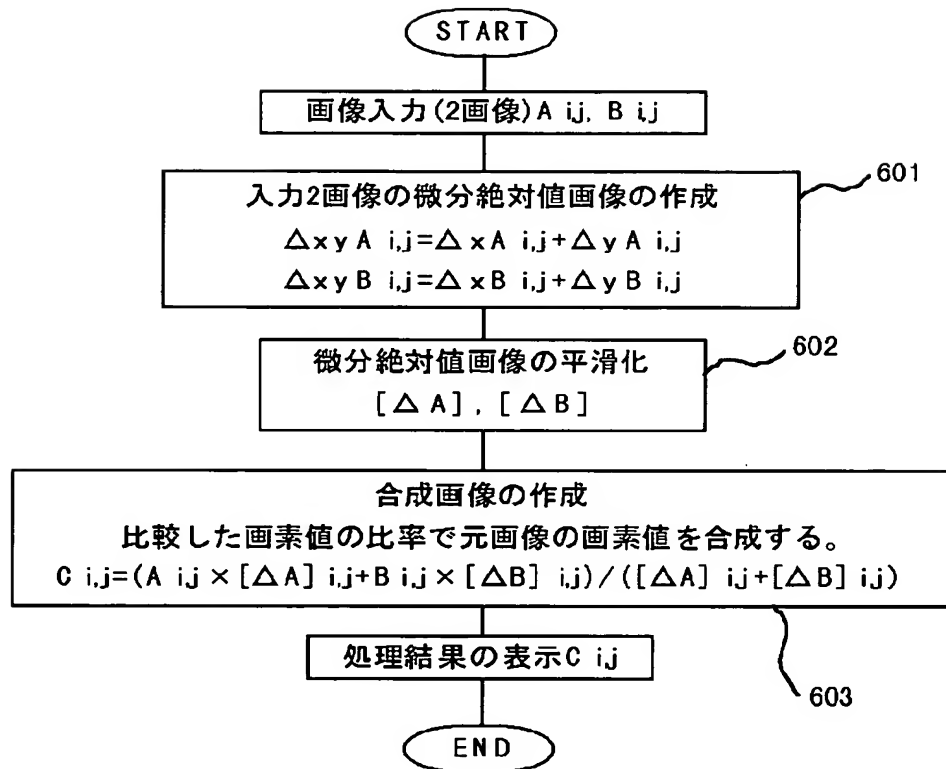 START
画像入力(2画像)A i,j, B i,j
601
入力2画像の微分絶対値画像の作成
△xyA i,j=△xA i,j+△yA i,j
△xyB i,j=△xB i,j+△yB i,j
602
微分絶対値画像の平滑化
[△A],[△B]
合成画像の作成
比較した画素値の比率で元画像の画素値を合成する。
C i,j=(A i,j×[△A] i,j+B i,j×[△B] i,j)/([△A] i,j+[△B] i,j)
処理結果の表示C i,j
603
END